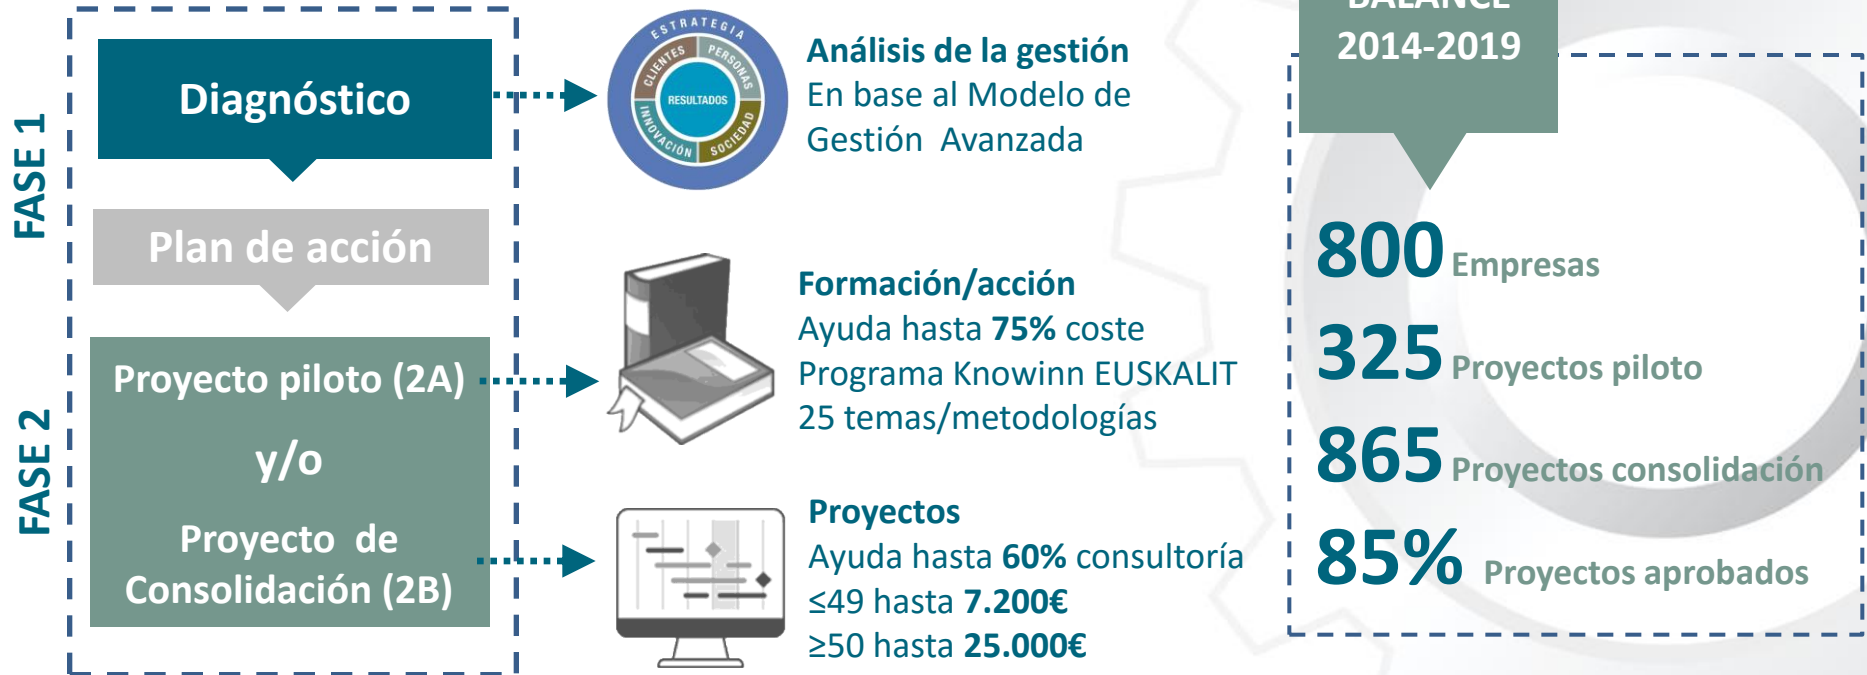 FASE 1
Diagnóstico
Plan de acción
FASE 2
Proyecto piloto (2A)
y/o
Proyecto de
Consolidación (2B)
ESTRATEGIA
CLIENTES
PERSONAS
RESULTADOS
INNOVACIÓN
SOCIEDAD
Análisis de la gestión
En base al Modelo de
Gestión Avanzada
Formación/acción
Ayuda hasta 75% coste
Programa Knowinn EUSKALIT
25 temas/metodologías
Proyectos
Ayuda hasta 60% consultoría
≤49 hasta 7.200€
≥50 hasta 25.000€
BALANCE
2014-2019
800 Empresas
325 Proyectos piloto
865 Proyectos consolidación
85% Proyectos aprobados